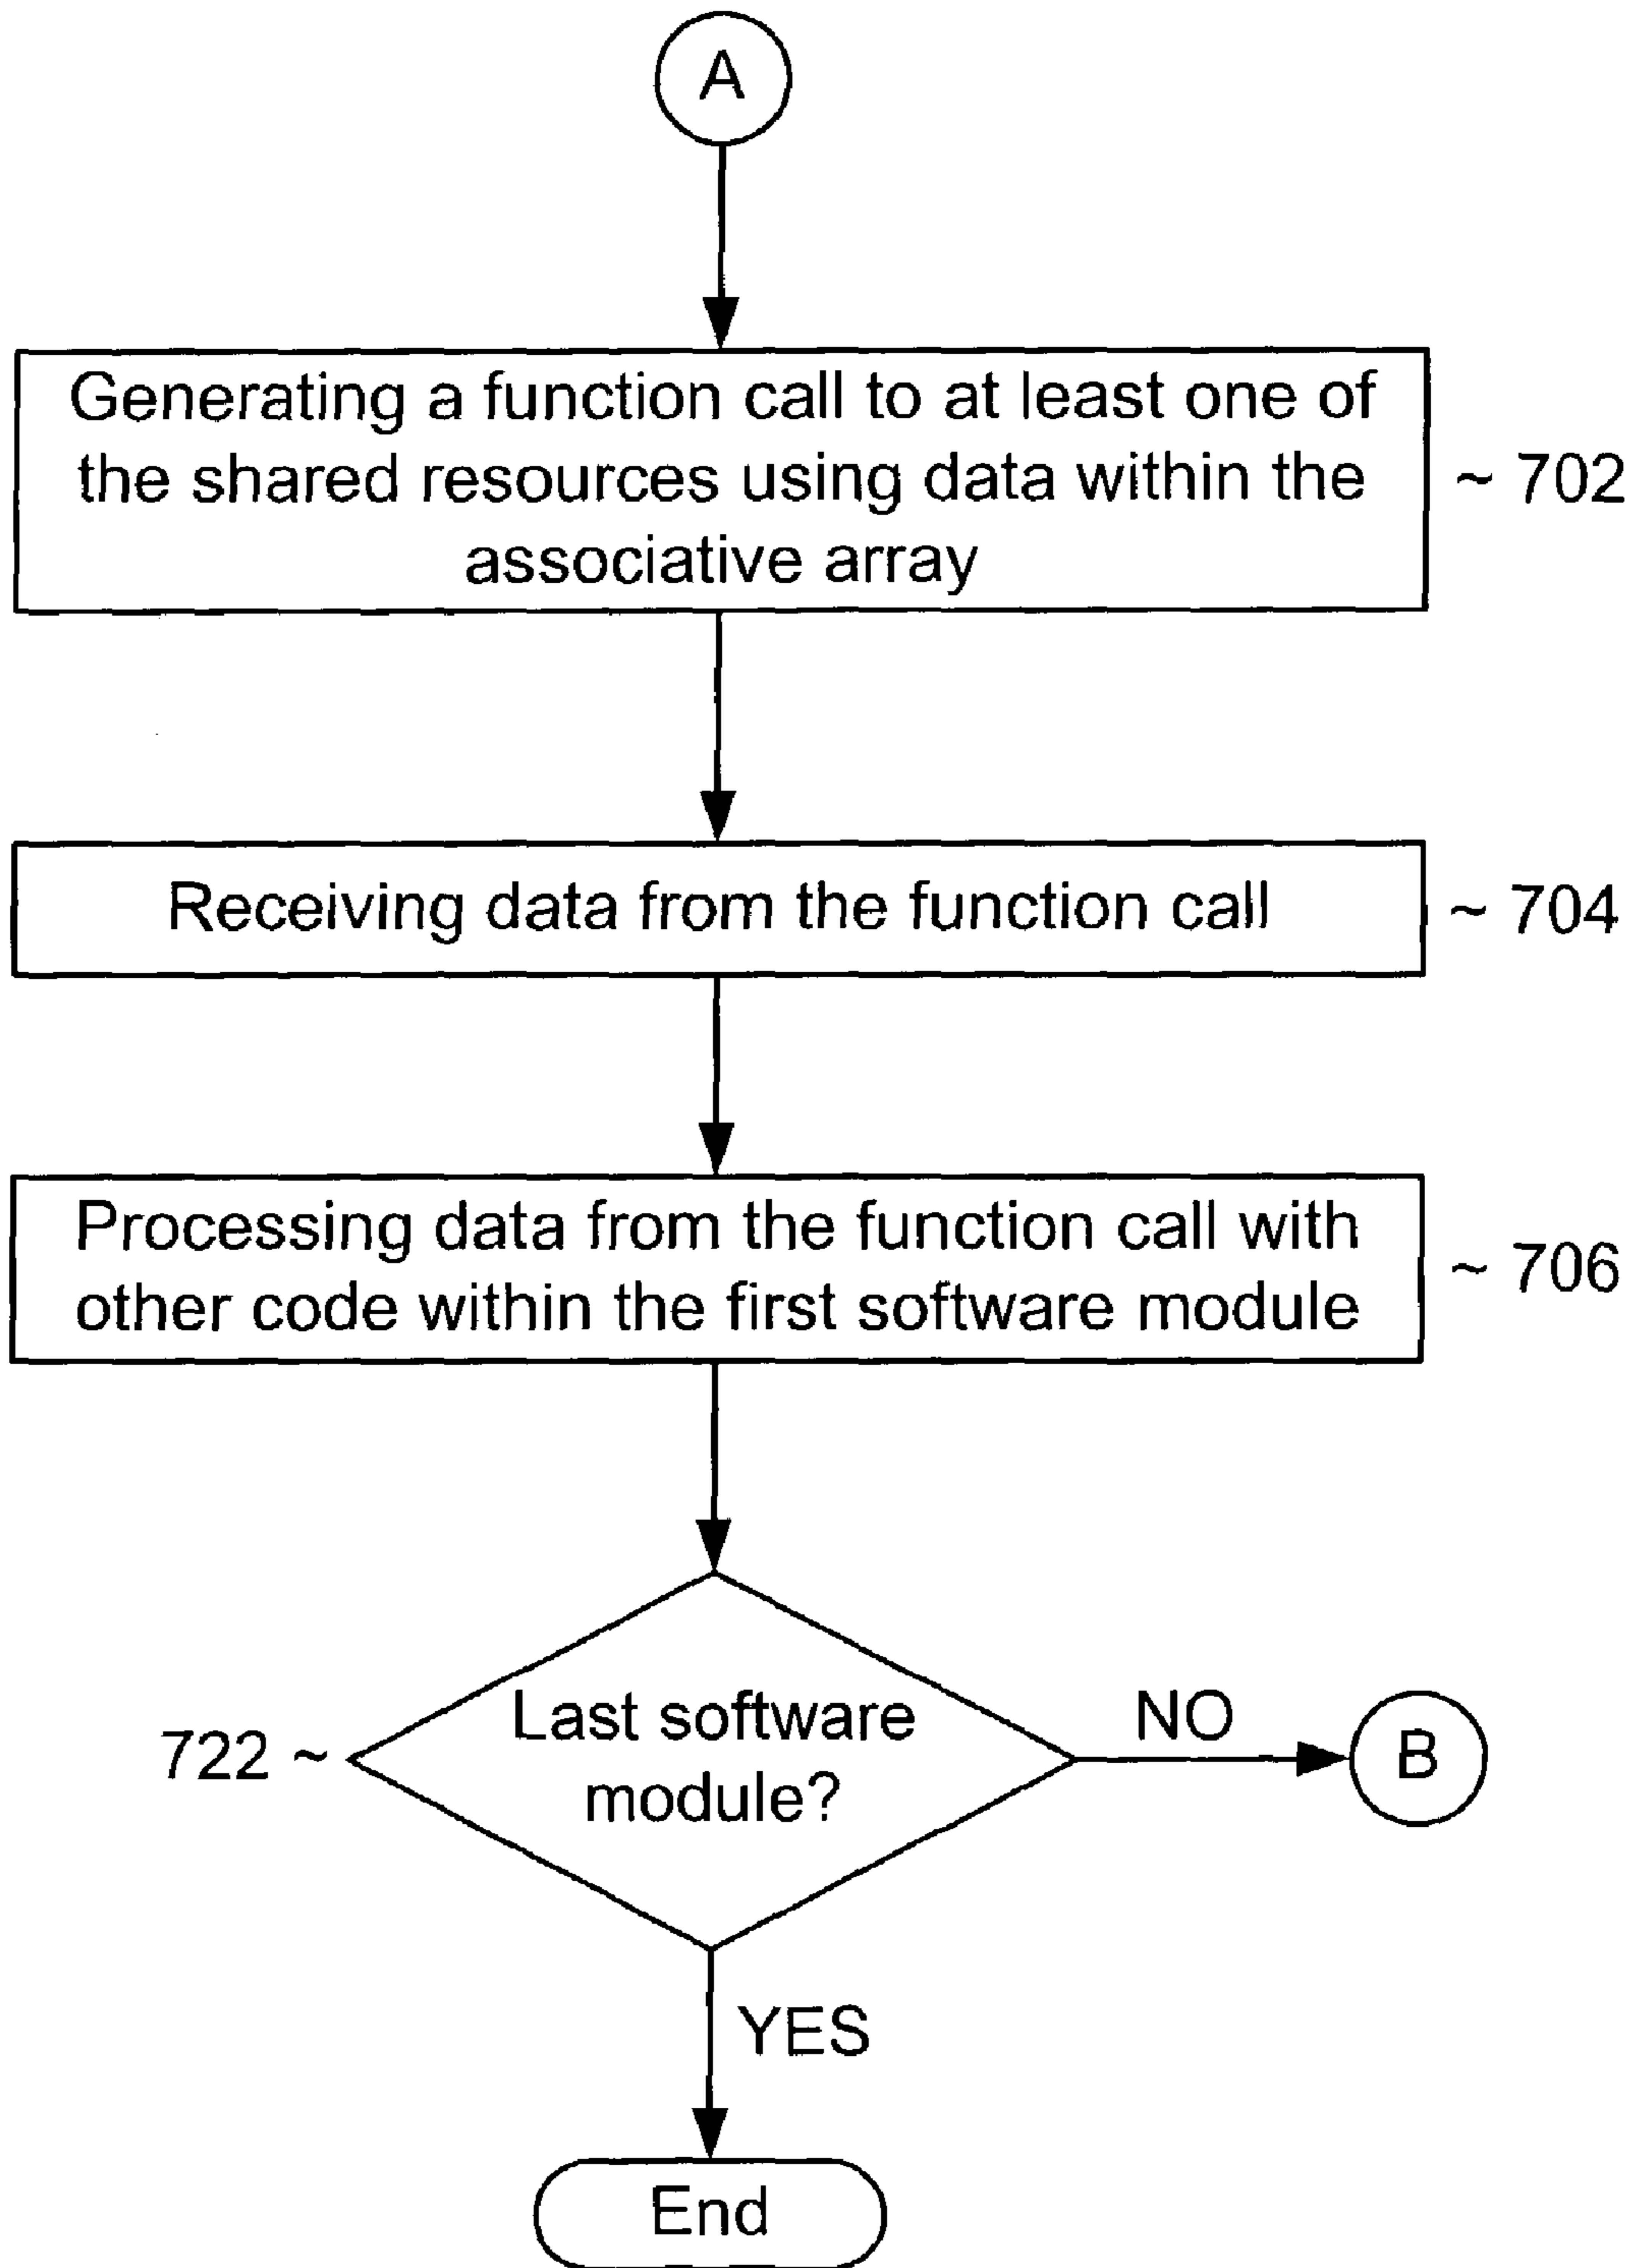 A
Generating a function call to at least one of
the shared resources using data within the
associative array
~ 702
Receiving data from the function call
~ 704
Processing data from the function call with
other code within the first software module
~ 706
Last software
module?
722 ~
NO
B
YES
End